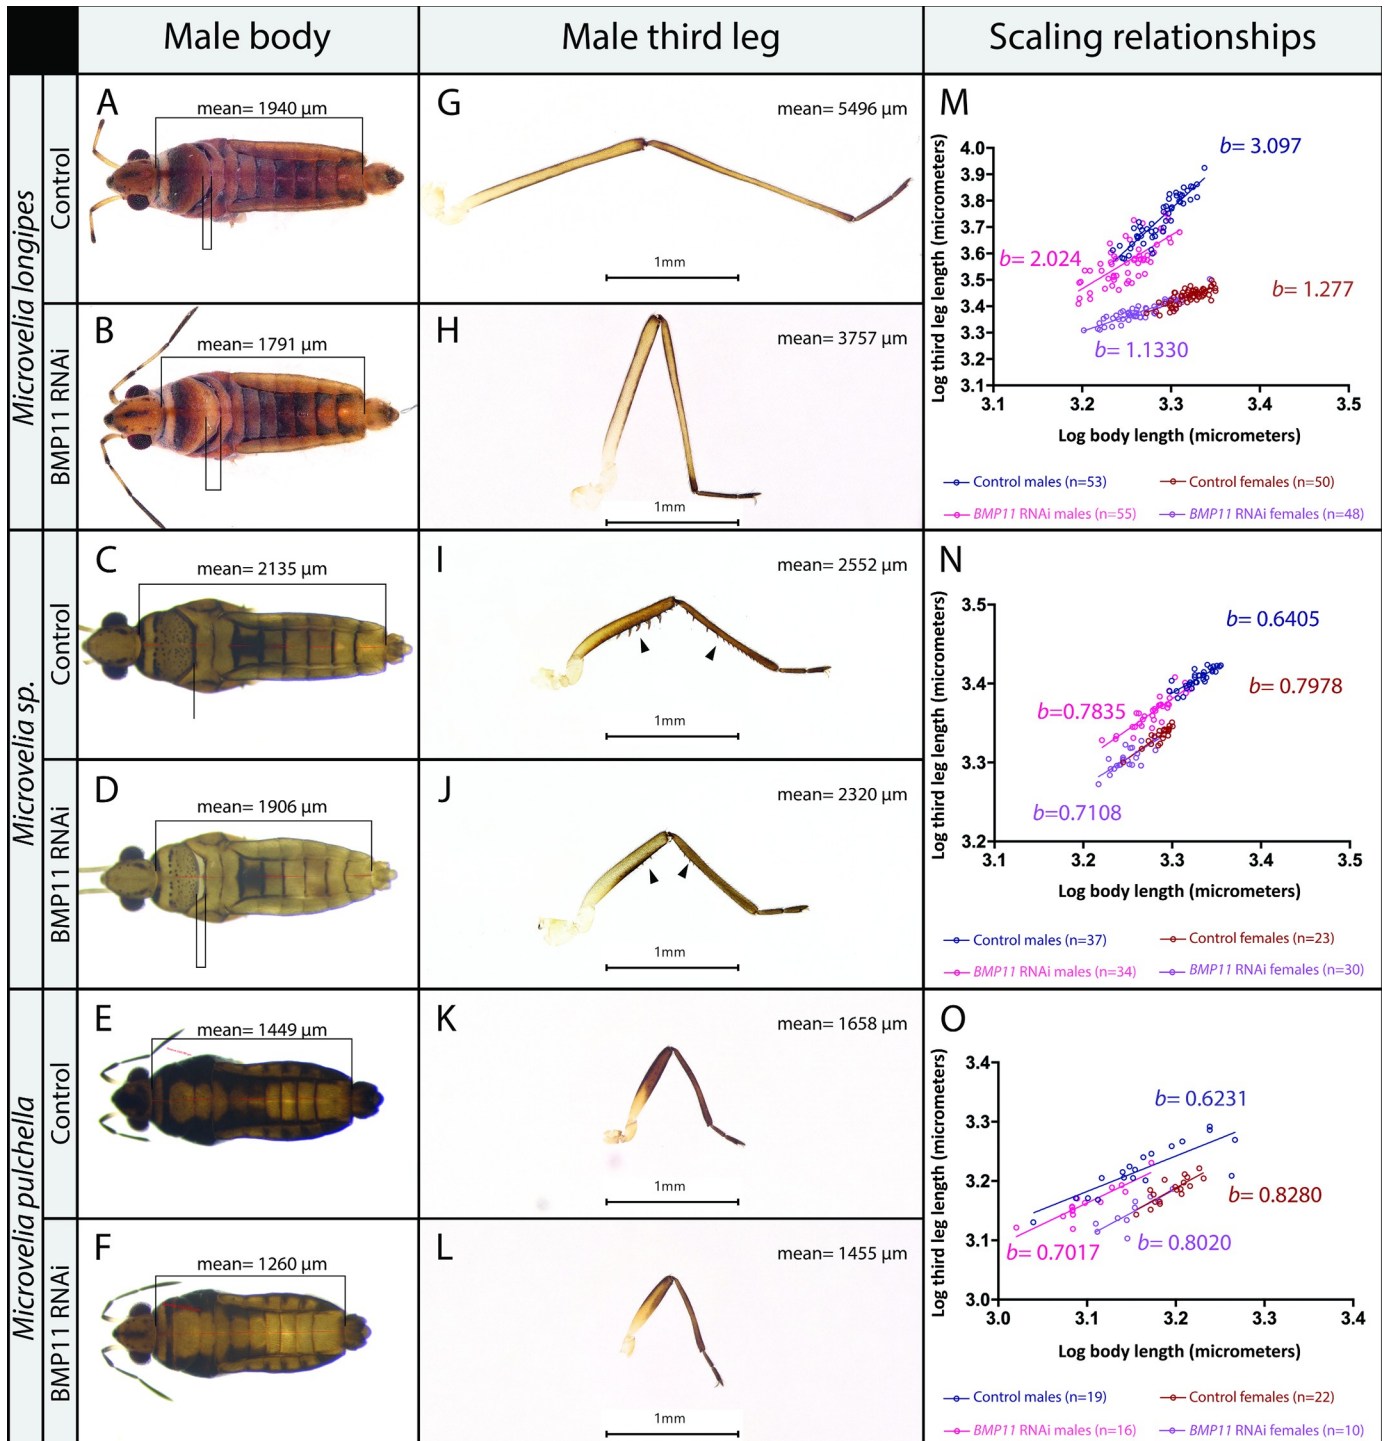 Male body
Male third leg
Scaling relationships
Microvelia longipes
Control
A
mean= 1940 µm
G
mean= 5496 µm
1mm
BMP11 RNAi
B
mean= 1791 µm
H
mean= 3757 µm
1mm
M
b= 3.097
b= 2.024
b= 1.277
b= 1.1330
Log third leg length (micrometers)
4.0
3.9
3.8
3.7
3.6
3.5
3.4
3.3
3.2
3.1
3.1 3.2 3.3 3.4 3.5
Log body length (micrometers)
Control males (n=53)
Control females (n=50)
BMP11 RNAi males (n=55)
BMP11 RNAi females (n=48)
Microvelia sp.
Control
C
mean= 2135 µm
I
mean= 2552 µm
1mm
BMP11 RNAi
D
mean= 1906 µm
J
mean= 2320 µm
1mm
N
b= 0.6405
b= 0.7978
b=0.7835
b=0.7108
Log third leg length (micrometers)
3.5
3.4
3.3
3.2
3.1 3.2 3.3 3.4 3.5
Log body length (micrometers)
Control males (n=37)
Control females (n=23)
BMP11 RNAi males (n=34)
BMP11 RNAi females (n=30)
Microvelia pulchella
Control
E
mean= 1449 µm
K
mean= 1658 µm
1mm
BMP11 RNAi
F
mean= 1260 µm
L
mean= 1455 µm
1mm
O
b= 0.6231
b= 0.8280
b= 0.7017
b= 0.8020
Log third leg length (micrometers)
3.4
3.3
3.2
3.1
3.0
3.0 3.1 3.2 3.3 3.4
Log body length (micrometers)
Control males (n=19)
Control females (n=22)
BMP11 RNAi males (n=16)
BMP11 RNAi females (n=10)